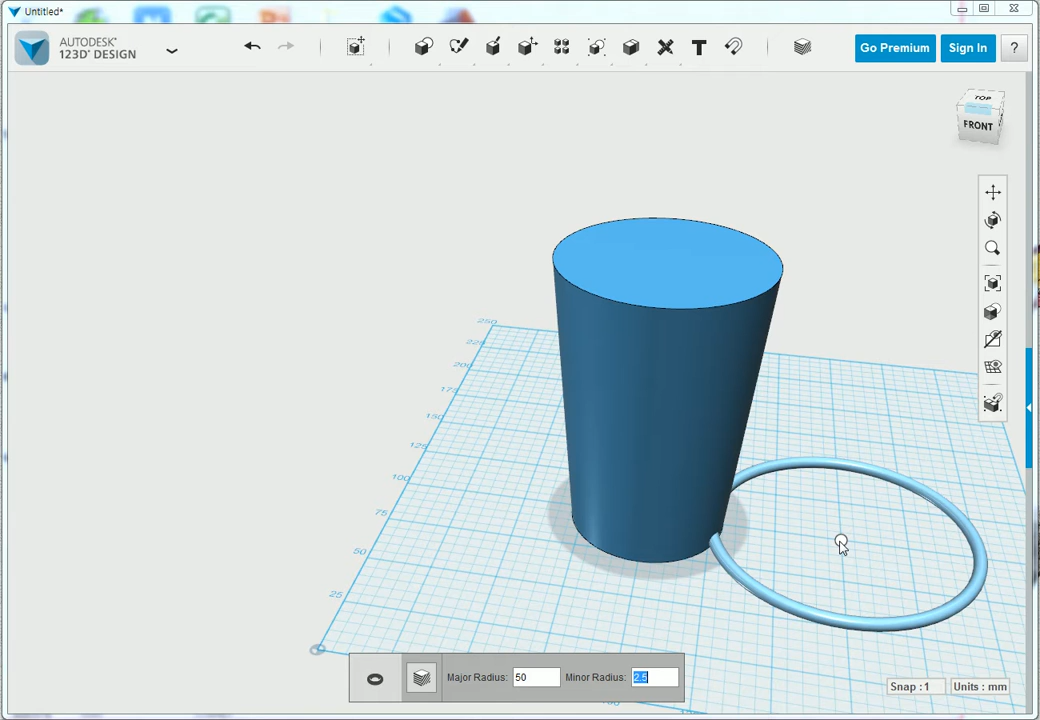 Untitled*
AUTODESK®
123D® DESIGN
Go Premium
Sign In
?
TOP
FRONT
250
225
200
175
150
125
100
75
50
25
Major Radius: 50 Minor Radius: 2.5
Snap : 1 Units : mm